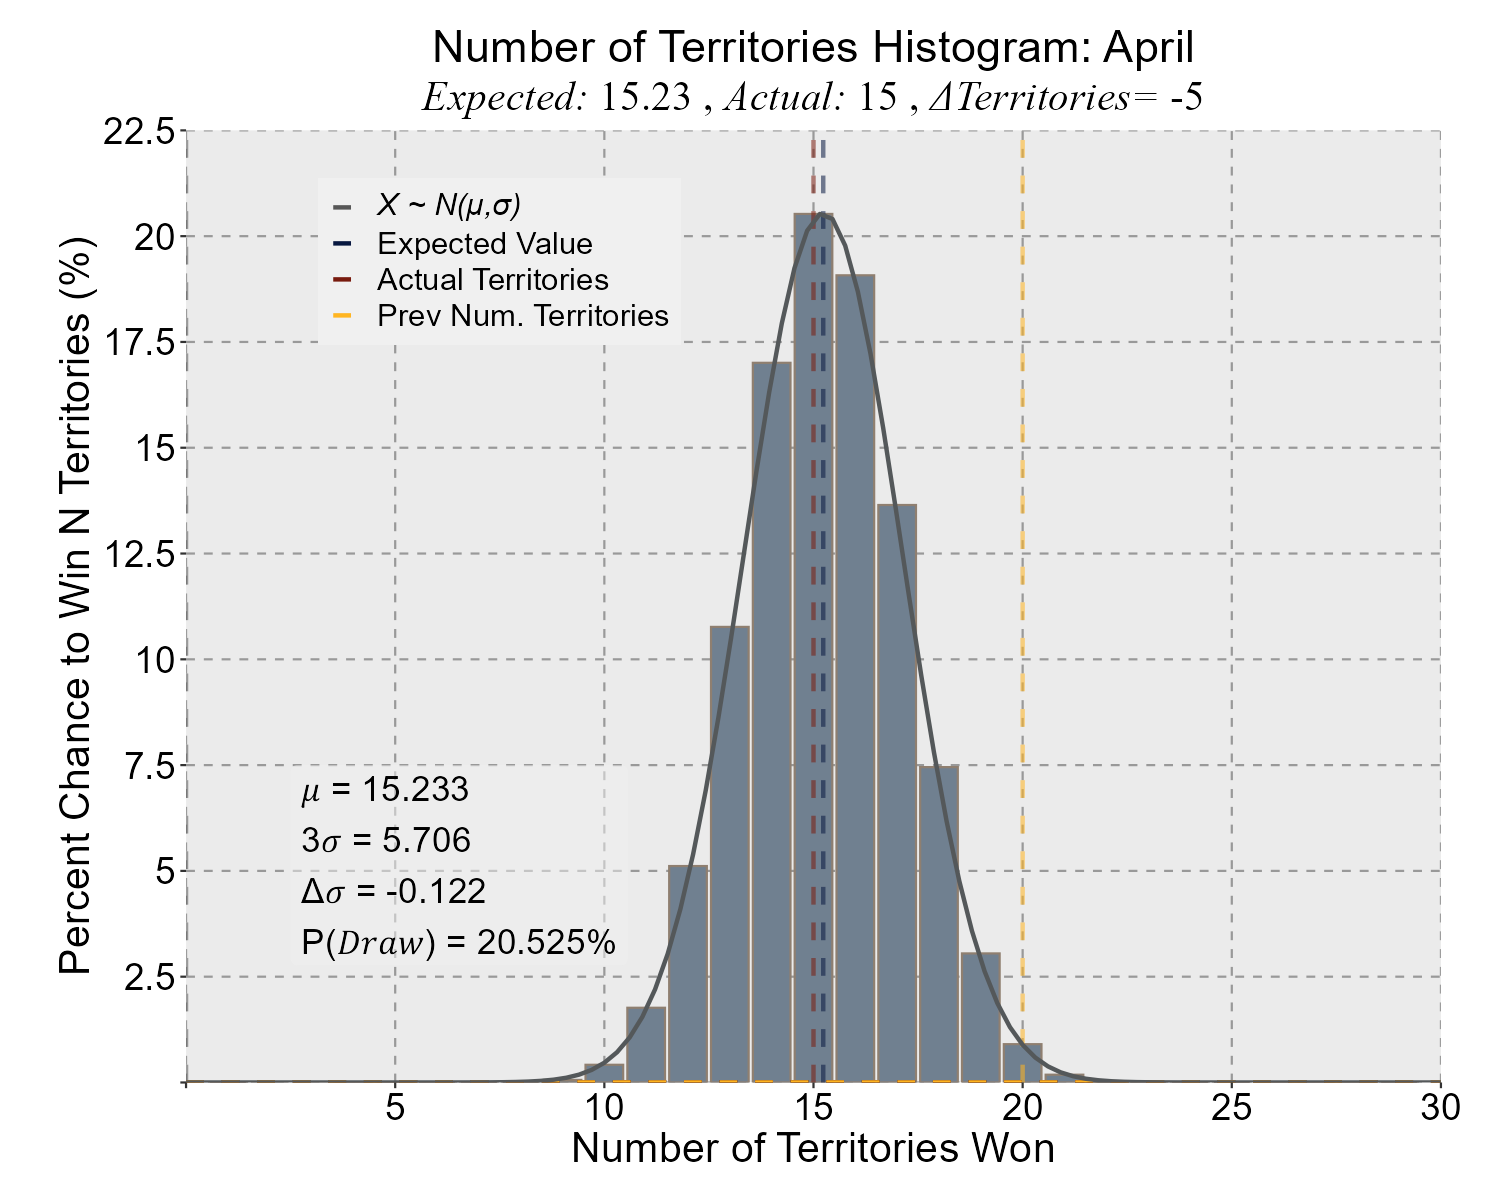 Number of Territories Histogram: April
Expected: 15.23 , Actual: 15 , ΔTerritories= -5
22.5
20
17.5
15
12.5
10
7.5
5
2.5
Percent Chance to Win N Territories (%)
X ~ N(μ,σ)
Expected Value
Actual Territories
Prev Num. Territories
μ = 15.233
3σ = 5.706
Δσ = -0.122
P(Draw) = 20.525%
5 10 15 20 25 30
Number of Territories Won